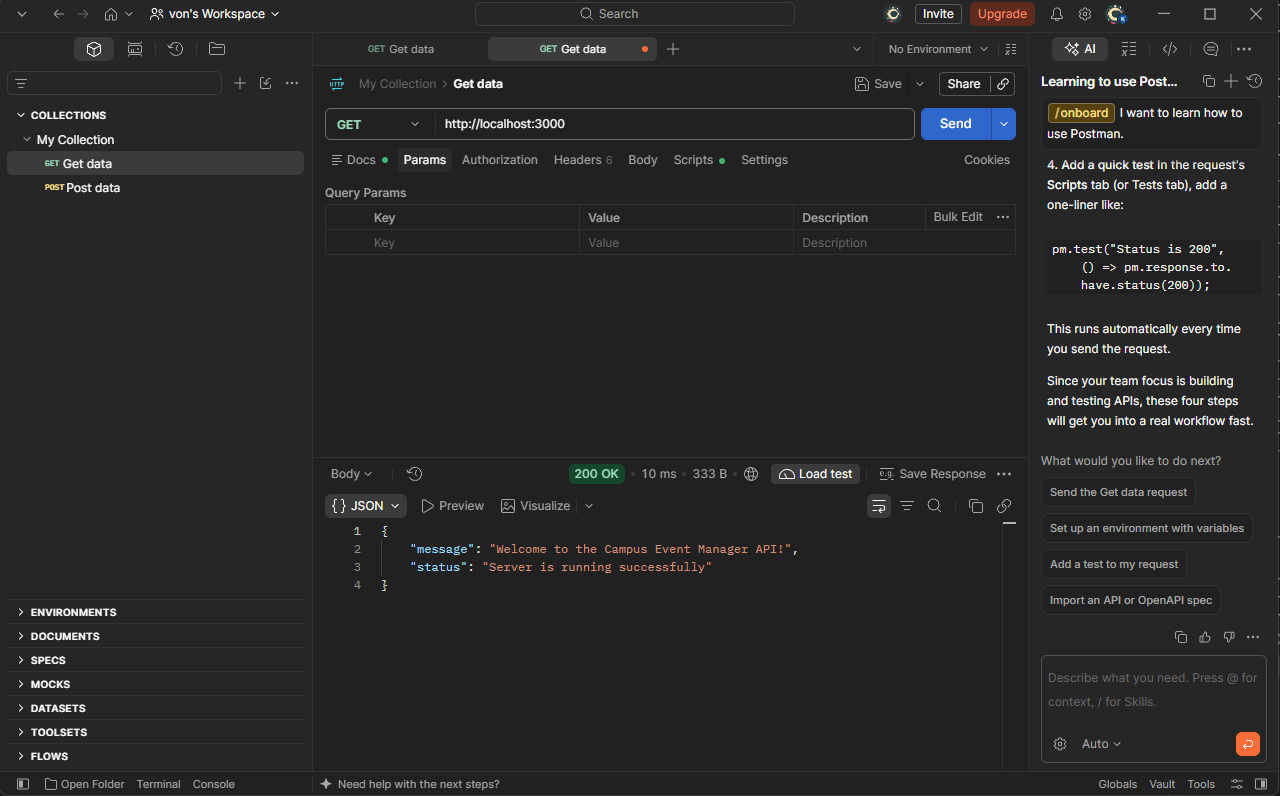 von's Workspace
Search
Invite
Upgrade
GET Get data
GET Get data
No Environment
AI
My Collection > Get data
Save
Share
Learning to use Post...
COLLECTIONS
My Collection
GET Get data
POST Post data
GET
http://localhost:3000
Send
Docs
Params
Authorization
Headers 6
Body
Scripts
Settings
Cookies
Query Params
Key
Value
Description
Bulk Edit
Key
Value
Description
/onboard I want to learn how to
use Postman.
4. Add a quick test in the request's
Scripts tab (or Tests tab), add a
one-liner like:
pm.test("Status is 200",
() => pm.response.to.
have.status(200));
This runs automatically every time
you send the request.
Since your team focus is building
and testing APIs, these four steps
will get you into a real workflow fast.
What would you like to do next?
Send the Get data request
Set up an environment with variables
Add a test to my request
Import an API or OpenAPI spec
Body
200 OK
10 ms
333 B
Load test
e.g. Save Response
{} JSON
Preview
Visualize
1 {
2 "message": "Welcome to the Campus Event Manager API!",
3 "status": "Server is running successfully"
4 }
ENVIRONMENTS
DOCUMENTS
SPECS
MOCKS
DATASETS
TOOLSETS
FLOWS
Describe what you need. Press @ for
context, / for Skills.
Auto
Open Folder
Terminal
Console
Need help with the next steps?
Globals
Vault
Tools